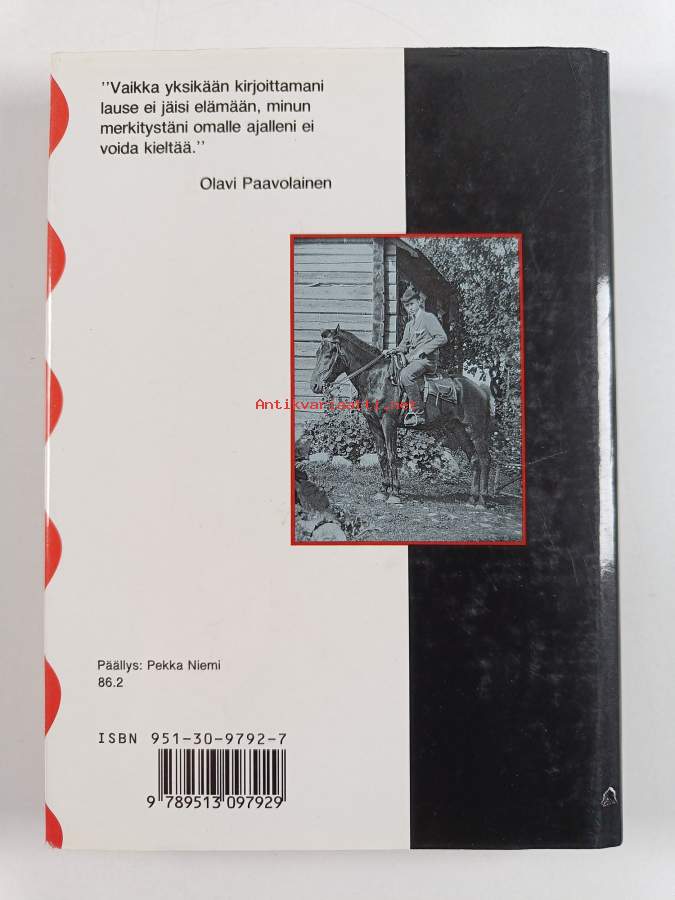 "Vaikka yksikään kirjoittamani
lause ei jäisi elämään, minun
merkitystäni omalle ajalleni ei
voida kieltää."
Olavi Paavolainen
Antikvariaatti.net
Päällys: Pekka Niemi
86.2
ISBN 951-30-9792-7
9 789513 097929